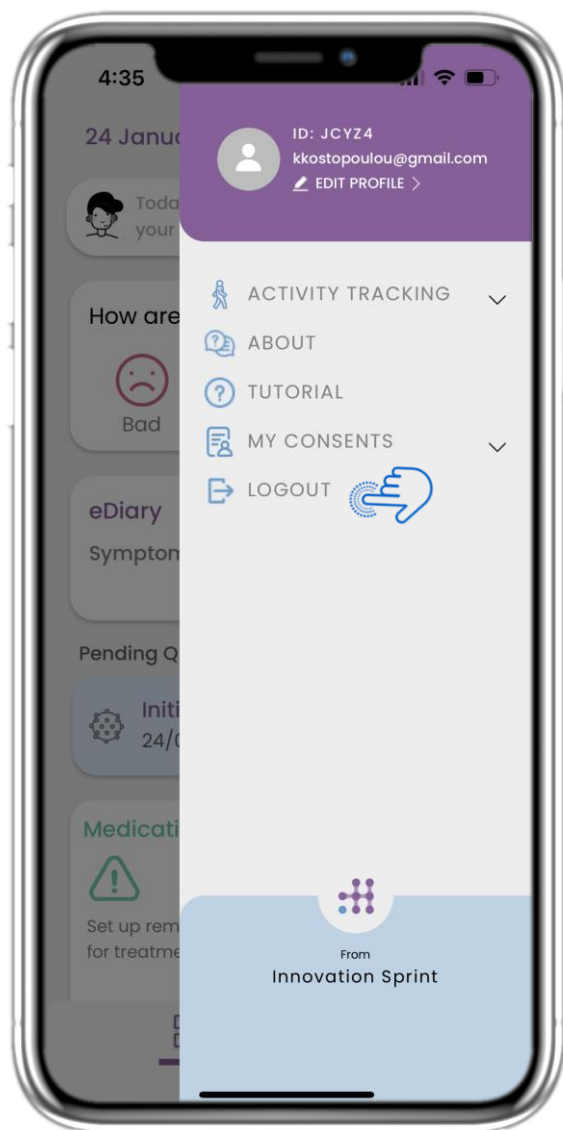 4:35
24 Janua
ID: JCYZ4
kkostopoulou@gmail.com
EDIT PROFILE >
Toda
your
ACTIVITY TRACKING
How are
ABOUT
TUTORIAL
Bad
MY CONSENTS
LOGOUT
eDiary
Symptom
Pending Q
Initi
24/0
Medicati
Set up rem
for treatme
From
Innovation Sprint